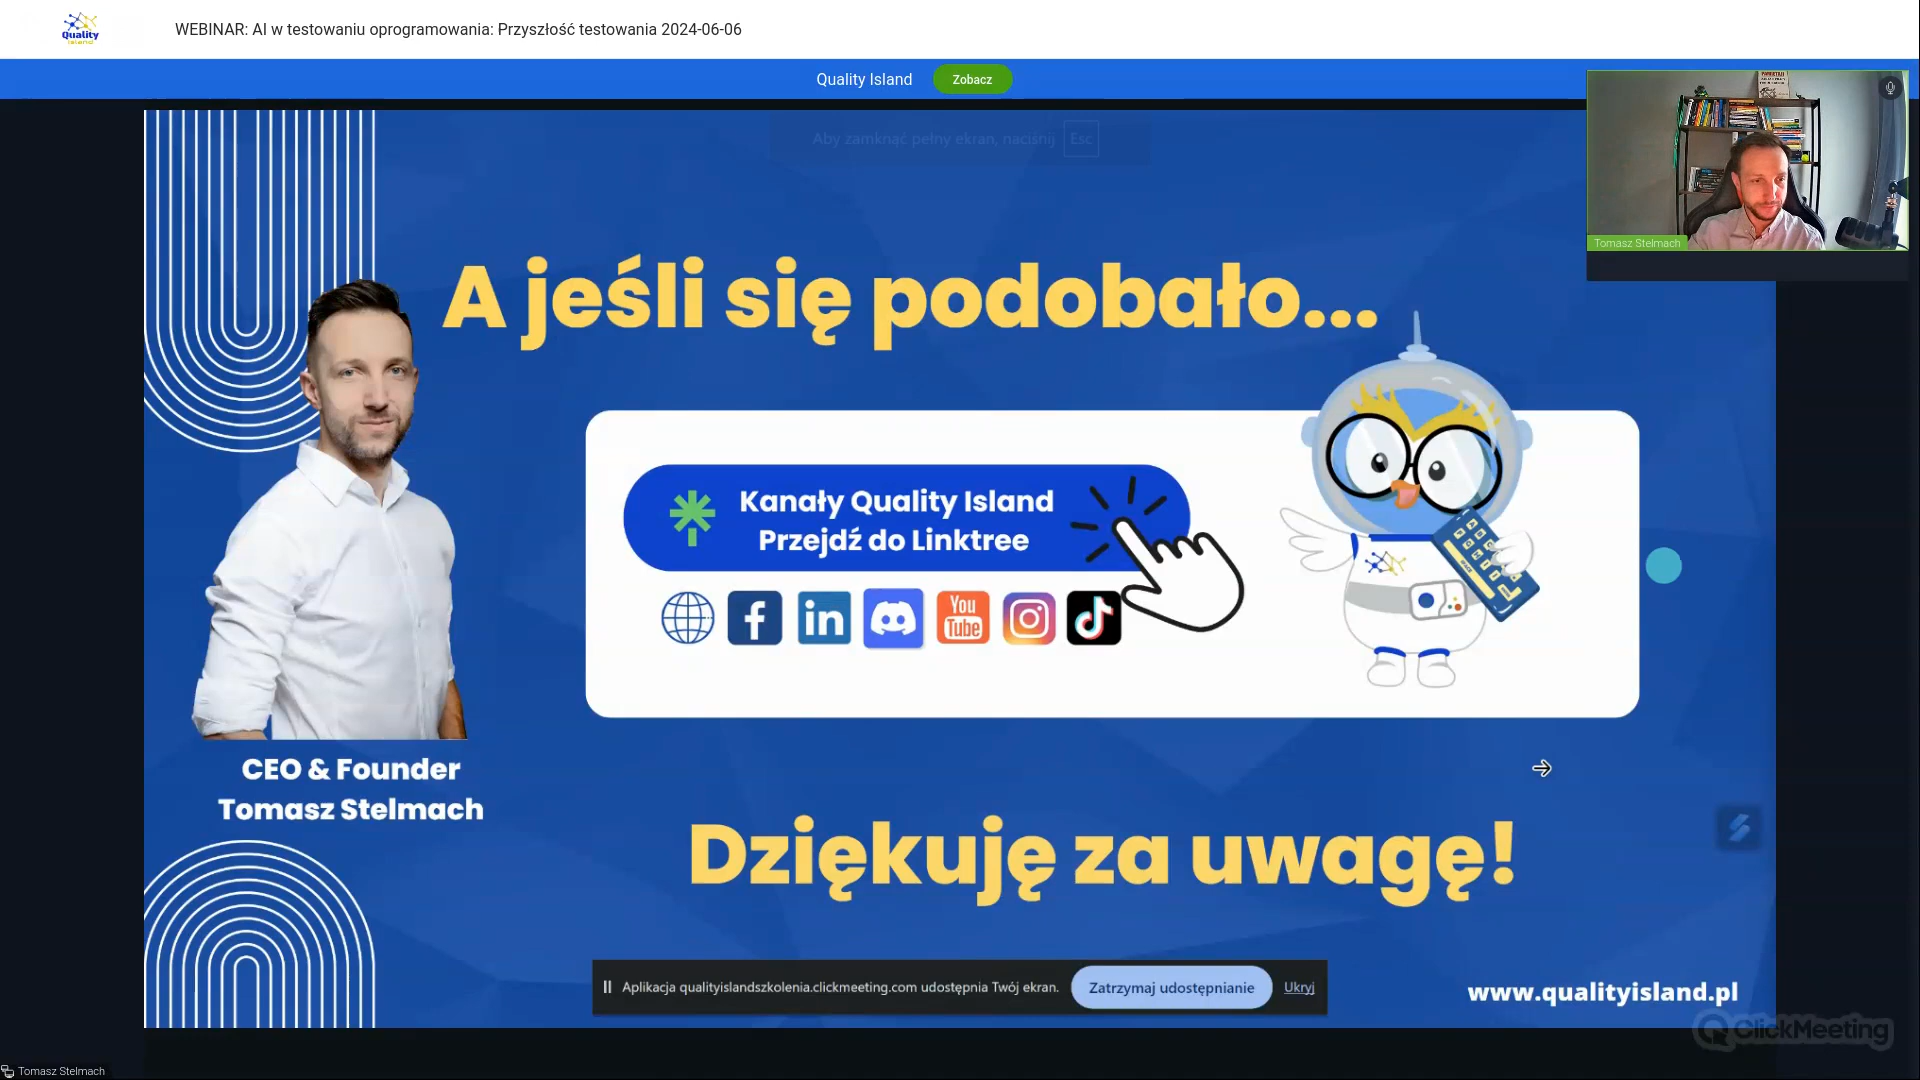 Quality
Island
WEBINAR: AI w testowaniu oprogramowania: Przyszłość testowania 2024-06-06
Quality Island
Zobacz
Aby zamknąć pełny ekran, naciśnij Esc
Tomasz Stelmach
A jeśli się podobało...
Kanały Quality Island
Przejdź do Linktree
You
Tube
CEO & Founder
Tomasz Stelmach
Dziękuję za uwagę!
Aplikacja qualityislandszkolenia.clickmeeting.com udostępnia Twój ekran.
Zatrzymaj udostępnianie
Ukryj
www.qualityisland.pl
ClickMeeting
Tomasz Stelmach